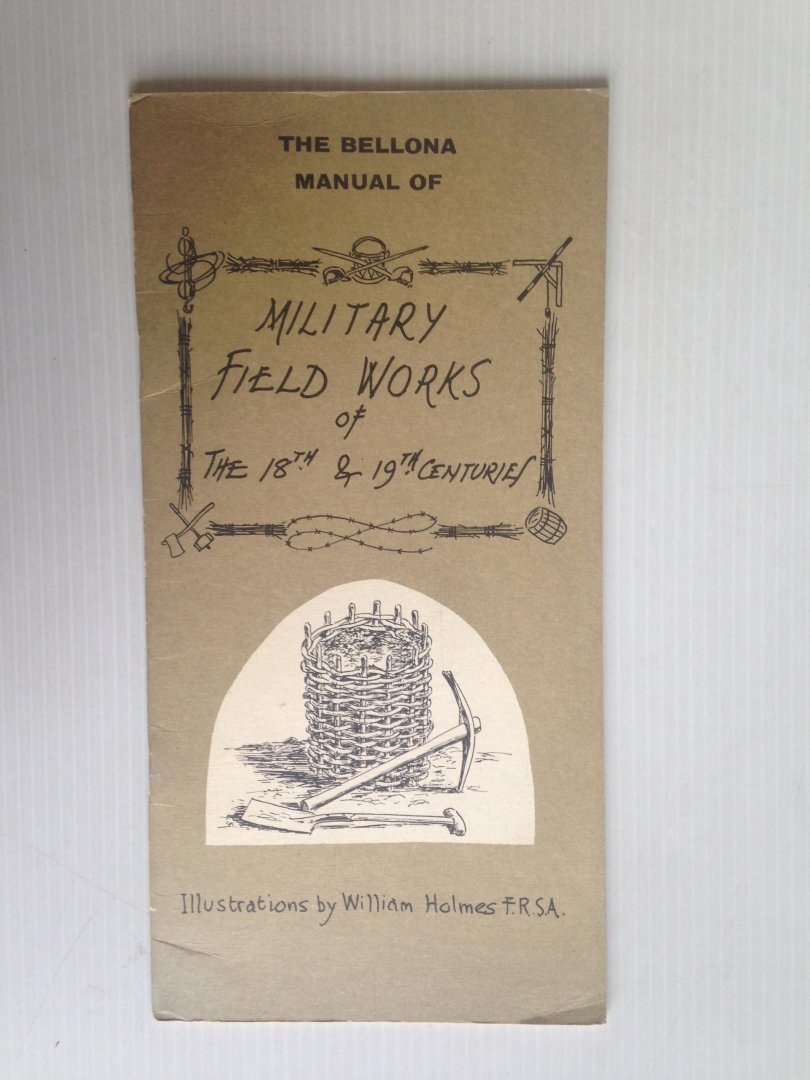 THE BELLONA
MANUAL OF
MILITARY
FIELD WORKS
of
THE 18TH & 19TH CENTURIES
Illustrations by William Holmes F.R.S.A.